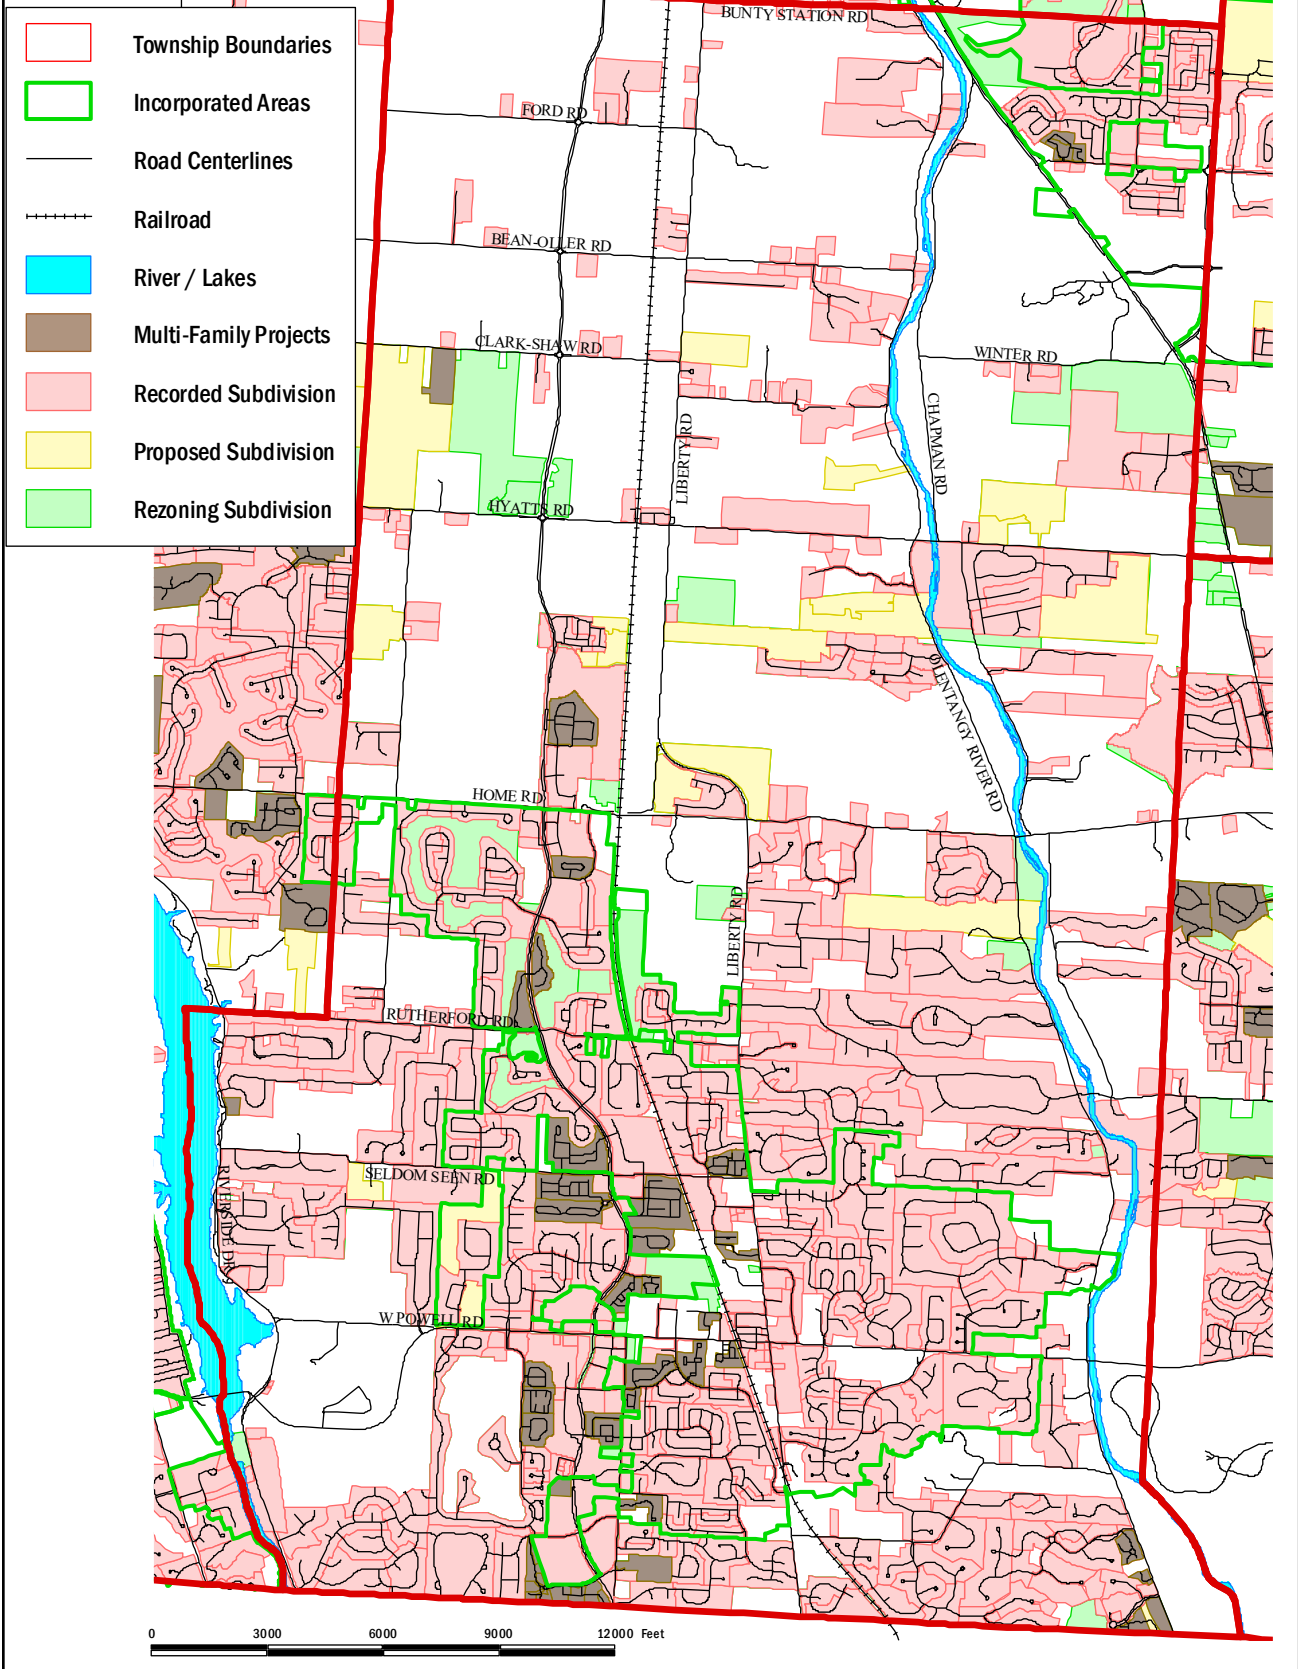 Township Boundaries
Incorporated Areas
Road Centerlines
Railroad
River / Lakes
Multi-Family Projects
Recorded Subdivision
Proposed Subdivision
Rezoning Subdivision
BUNTY STATION RD
FORD RD
BEAN-OLLER RD
CLARK-SHAW RD
WINTER RD
CHAPMAN RD
LIBERTY RD
HYATTS RD
OLENTANGY RIVER RD
HOME RD
LIBERTY RD
RUTHERFORD RD
SELDOM SEEN RD
RIVERSIDE DR
W POWELL RD
0 3000 6000 9000 12000 Feet